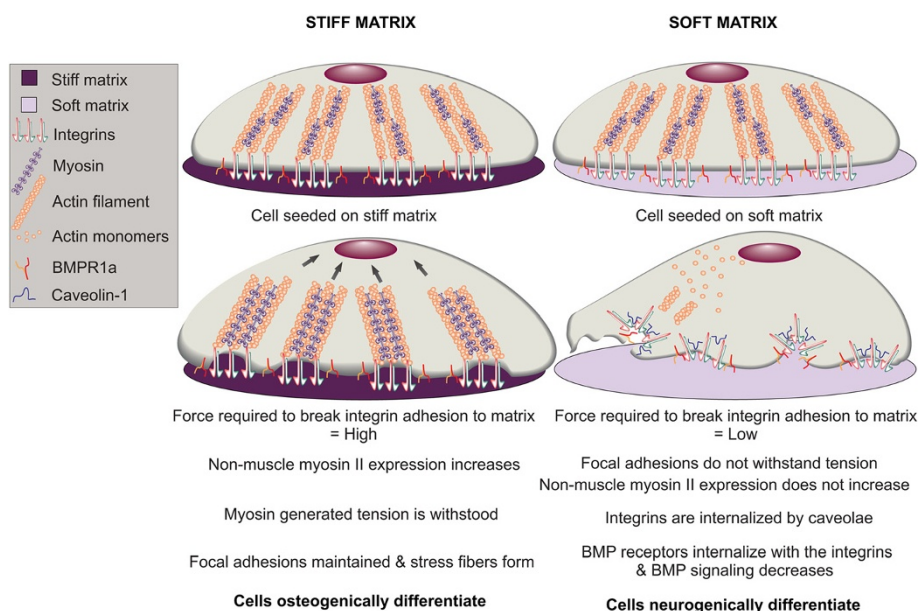 STIFF MATRIX
SOFT MATRIX
Stiff matrix
Soft matrix
Integrins
Myosin
Actin filament
Actin monomers
BMPR1a
Caveolin-1
Cell seeded on stiff matrix
Cell seeded on soft matrix
Force required to break integrin adhesion to matrix
= High
Non-muscle myosin II expression increases
Myosin generated tension is withstood
Focal adhesions maintained & stress fibers form
Cells osteogenically differentiate
Force required to break integrin adhesion to matrix
= Low
Focal adhesions do not withstand tension
Non-muscle myosin II expression does not increase
Integrins are internalized by caveolae
BMP receptors internalize with the integrins
& BMP signaling decreases
Cells neurogenically differentiate